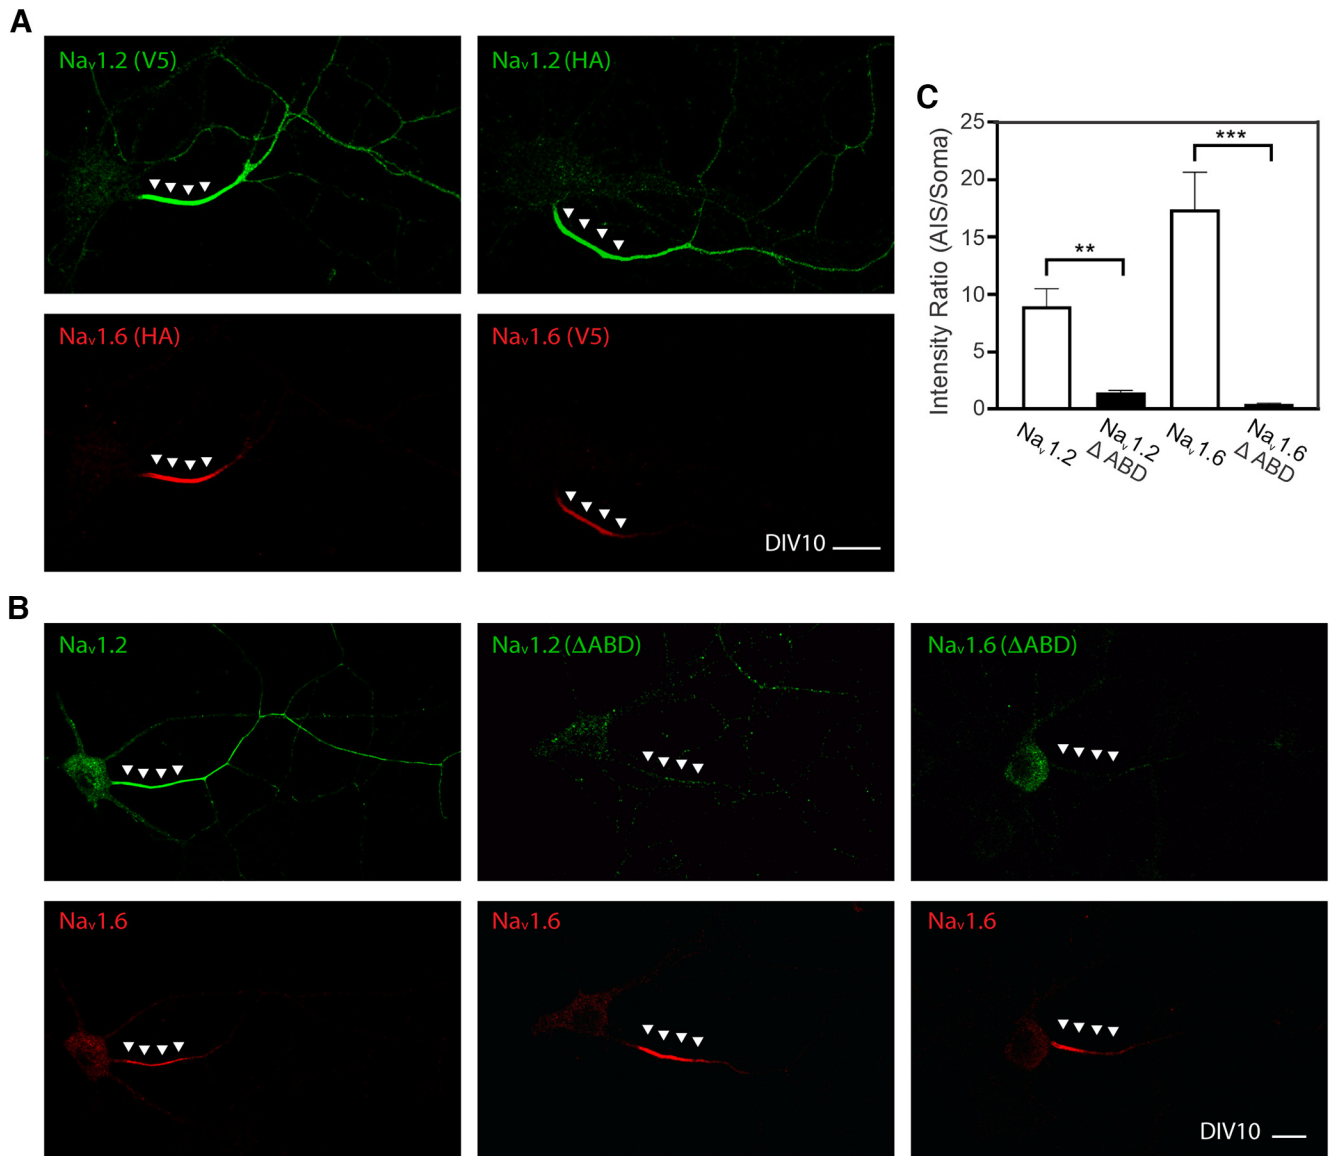 A
Naᵥ1.2 (V5)
Naᵥ1.2 (HA)
Naᵥ1.6 (HA)
Naᵥ1.6 (V5)
DIV10
C
Intensity Ratio (AIS/Soma)
25
20
15
10
5
0
**
***
Naᵥ1.2
Naᵥ1.2
Δ ABD
Naᵥ1.6
Naᵥ1.6
Δ ABD
B
Naᵥ1.2
Naᵥ1.2 (ΔABD)
Naᵥ1.6 (ΔABD)
Naᵥ1.6
Naᵥ1.6
Naᵥ1.6
DIV10